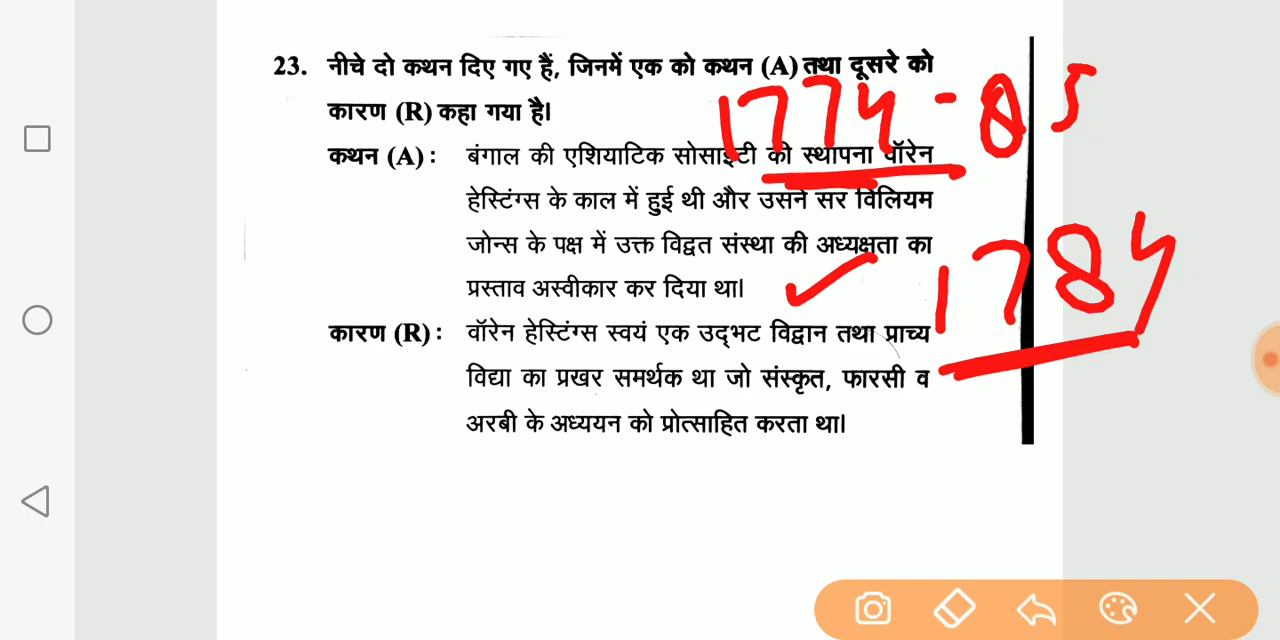 23. नीचे दो कथन दिए गए हैं, जिनमें एक को कथन (A) तथा दूसरे को
कारण (R) कहा गया है।
1774-85
कथन (A) : बंगाल की एशियाटिक सोसाइटी की स्थापना वॉरेन
हेस्टिंग्स के काल में हुई थी और उसने सर विलियम
जोन्स के पक्ष में उक्त विद्वत संस्था की अध्यक्षता का
प्रस्ताव अस्वीकार कर दिया था।
1784
कारण (R) : वॉरेन हेस्टिंग्स स्वयं एक उद्भट विद्वान तथा प्राच्य
विद्या का प्रखर समर्थक था जो संस्कृत, फारसी व
अरबी के अध्ययन को प्रोत्साहित करता था।